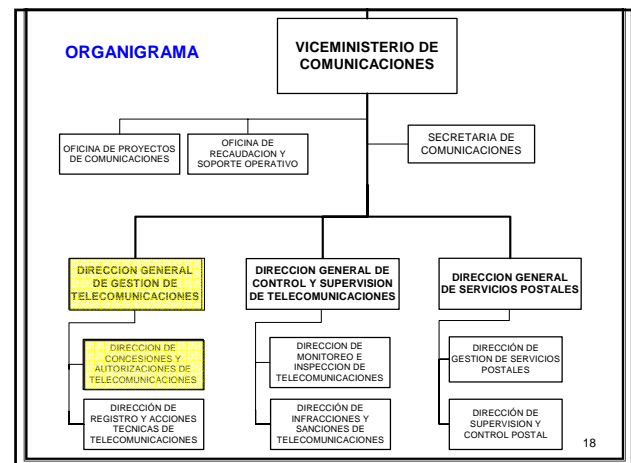 ORGANIGRAMA
VICEMINISTERIO DE
COMUNICACIONES
OFICINA DE PROYECTOS
DE COMUNICACIONES
OFICINA DE
RECAUDACION Y
SOPORTE OPERATIVO
SECRETARIA DE
COMUNICACIONES
DIRECCION GENERAL
DE GESTION DE
TELECOMUNICACIONES
DIRECCION GENERAL DE
CONTROL Y SUPERVISION
DE TELECOMUNICACIONES
DIRECCION GENERAL
DE SERVICIOS POSTALES
DIRECCION DE
CONCESIONES Y
AUTORIZACIONES DE
TELECOMUNICACIONES
DIRECCION DE
MONITOREO E
INSPECCION DE
TELECOMUNICACIONES
DIRECCIÓN DE
GESTION DE SERVICIOS
POSTALES
DIRECCIÓN DE
REGISTRO Y ACCIONES
TECNICAS DE
TELECOMUNICACIONES
DIRECCIÓN DE
INFRACCIONES Y
SANCIONES DE
TELECOMUNICACIONES
DIRECCIÓN DE
SUPERVISION Y
CONTROL POSTAL
18